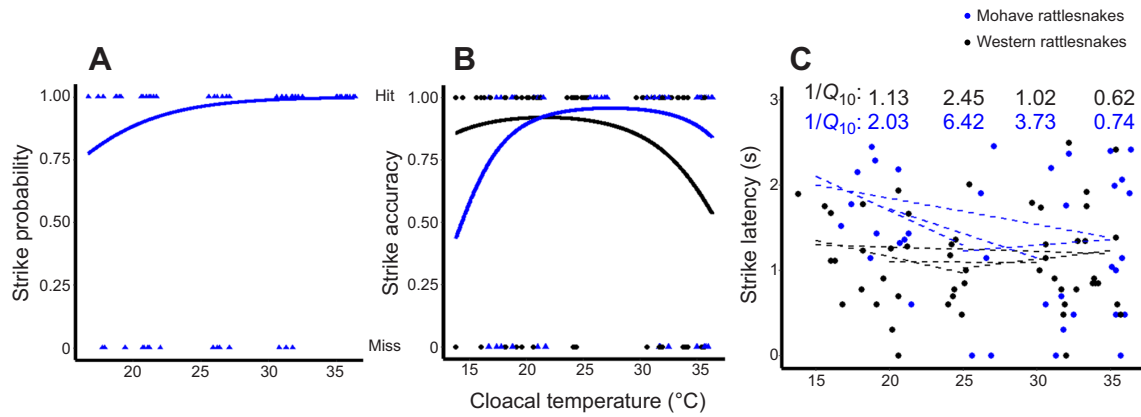 Mohave rattlesnakes
Western rattlesnakes
A
B
C
1.00
0.75
0.50
0.25
0
Strike probability
20
25
30
35
Hit
Miss
1.00
0.75
0.50
0.25
0
Strike accuracy
15
20
25
30
35
Cloacal temperature (°C)
1/Q10: 1.13 2.45 1.02 0.62
1/Q10: 2.03 6.42 3.73 0.74
3
2
1
0
Strike latency (s)
15
20
25
30
35